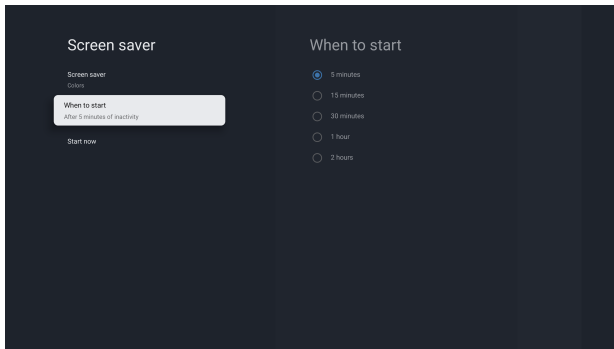 Screen saver
Screen saver
Colors
When to start
After 5 minutes of inactivity
Start now
When to start
5 minutes
15 minutes
30 minutes
1 hour
2 hours